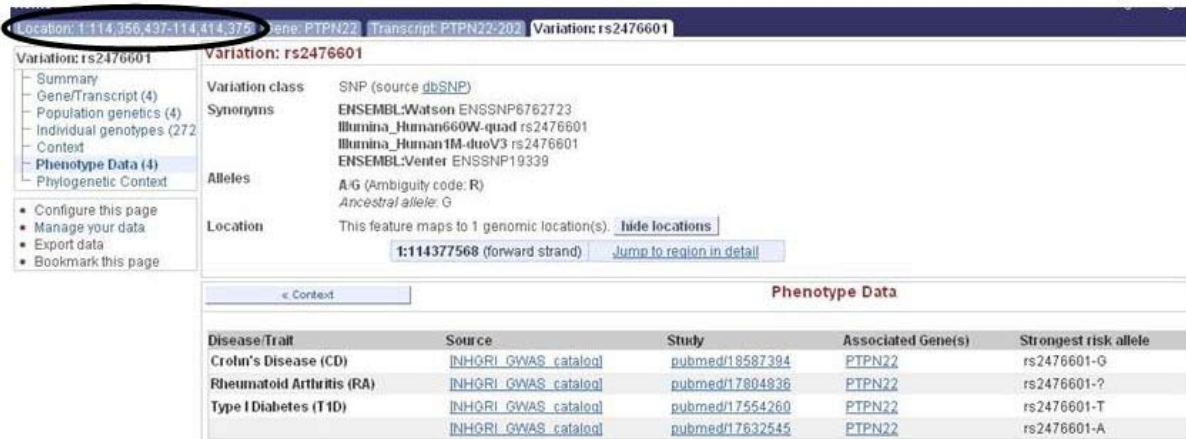 Location: 1:114,356,437-114,414,375 Gene: PTPN22 Transcript: PTPN22-202 Variation: rs2476601
Variation: rs2476601
Summary
Gene/Transcript (4)
Population genetics (4)
Individual genotypes (272
Context
Phenotype Data (4)
Phylogenetic Context
Configure this page
Manage your data
Export data
Bookmark this page
Variation: rs2476601
Variation class SNP (source dbSNP)
Synonyms ENSEMBL:Watson ENSSNP6762723
Illumina_Human660W-quad rs2476601
Illumina_Human1M-duoV3 rs2476601
ENSEMBL:Venter ENSSNP19339
Alleles A/G (Ambiguity code: R)
Ancestral allele: G
Location This feature maps to 1 genomic location(s). hide locations
1:114377568 (forward strand) Jump to region in detail
« Context Phenotype Data
Disease/Trait Source Study Associated Gene(s) Strongest risk allele
Crohn's Disease (CD) [NHGRI_GWAS_catalog] pubmed/18587394 PTPN22 rs2476601-G
Rheumatoid Arthritis (RA) [NHGRI_GWAS_catalog] pubmed/17804836 PTPN22 rs2476601-?
Type I Diabetes (T1D) [NHGRI_GWAS_catalog] pubmed/17554260 PTPN22 rs2476601-T
[NHGRI_GWAS_catalog] pubmed/17632545 PTPN22 rs2476601-A